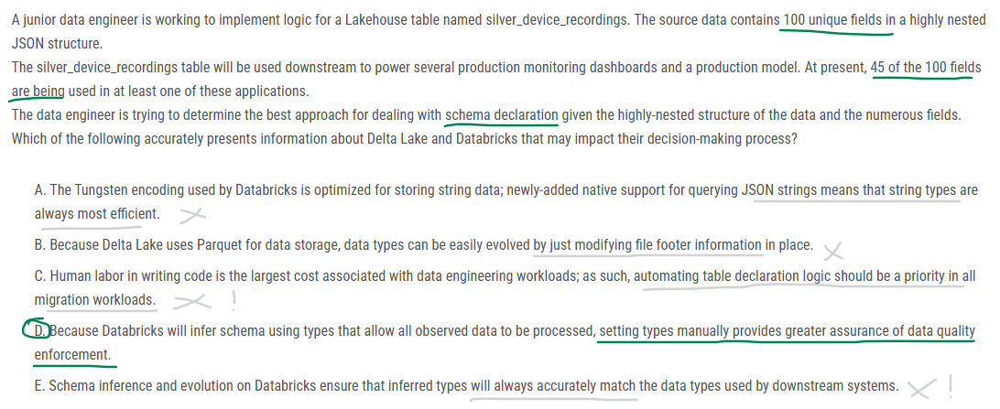 A junior data engineer is working to implement logic for a Lakehouse table named silver_device_recordings. The source data contains 100 unique fields in a highly nested
JSON structure.
The silver_device_recordings table will be used downstream to power several production monitoring dashboards and a production model. At present, 45 of the 100 fields
are being used in at least one of these applications.
The data engineer is trying to determine the best approach for dealing with schema declaration given the highly-nested structure of the data and the numerous fields.
Which of the following accurately presents information about Delta Lake and Databricks that may impact their decision-making process?
A. The Tungsten encoding used by Databricks is optimized for storing string data; newly-added native support for querying JSON strings means that string types are
always most efficient.
B. Because Delta Lake uses Parquet for data storage, data types can be easily evolved by just modifying file footer information in place.
C. Human labor in writing code is the largest cost associated with data engineering workloads; as such, automating table declaration logic should be a priority in all
migration workloads. !
D. Because Databricks will infer schema using types that allow all observed data to be processed, setting types manually provides greater assurance of data quality
enforcement.
E. Schema inference and evolution on Databricks ensure that inferred types will always accurately match the data types used by downstream systems. !